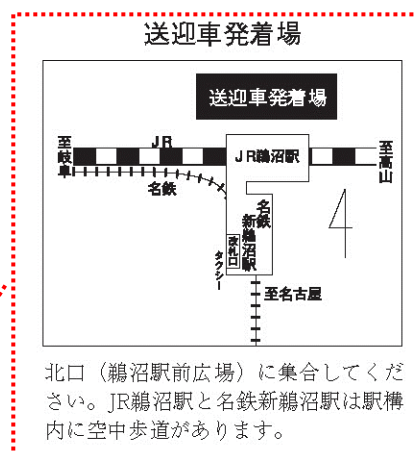 送迎車発着場
送迎車発着場
至岐阜
JR
JR鵜沼駅
至高山
名鉄
名鉄
新鵜沼駅
改札口
タクシー
至名古屋
北口（鵜沼駅前広場）に集合してくだ
さい。JR鵜沼駅と名鉄新鵜沼駅は駅構
内に空中歩道があります。